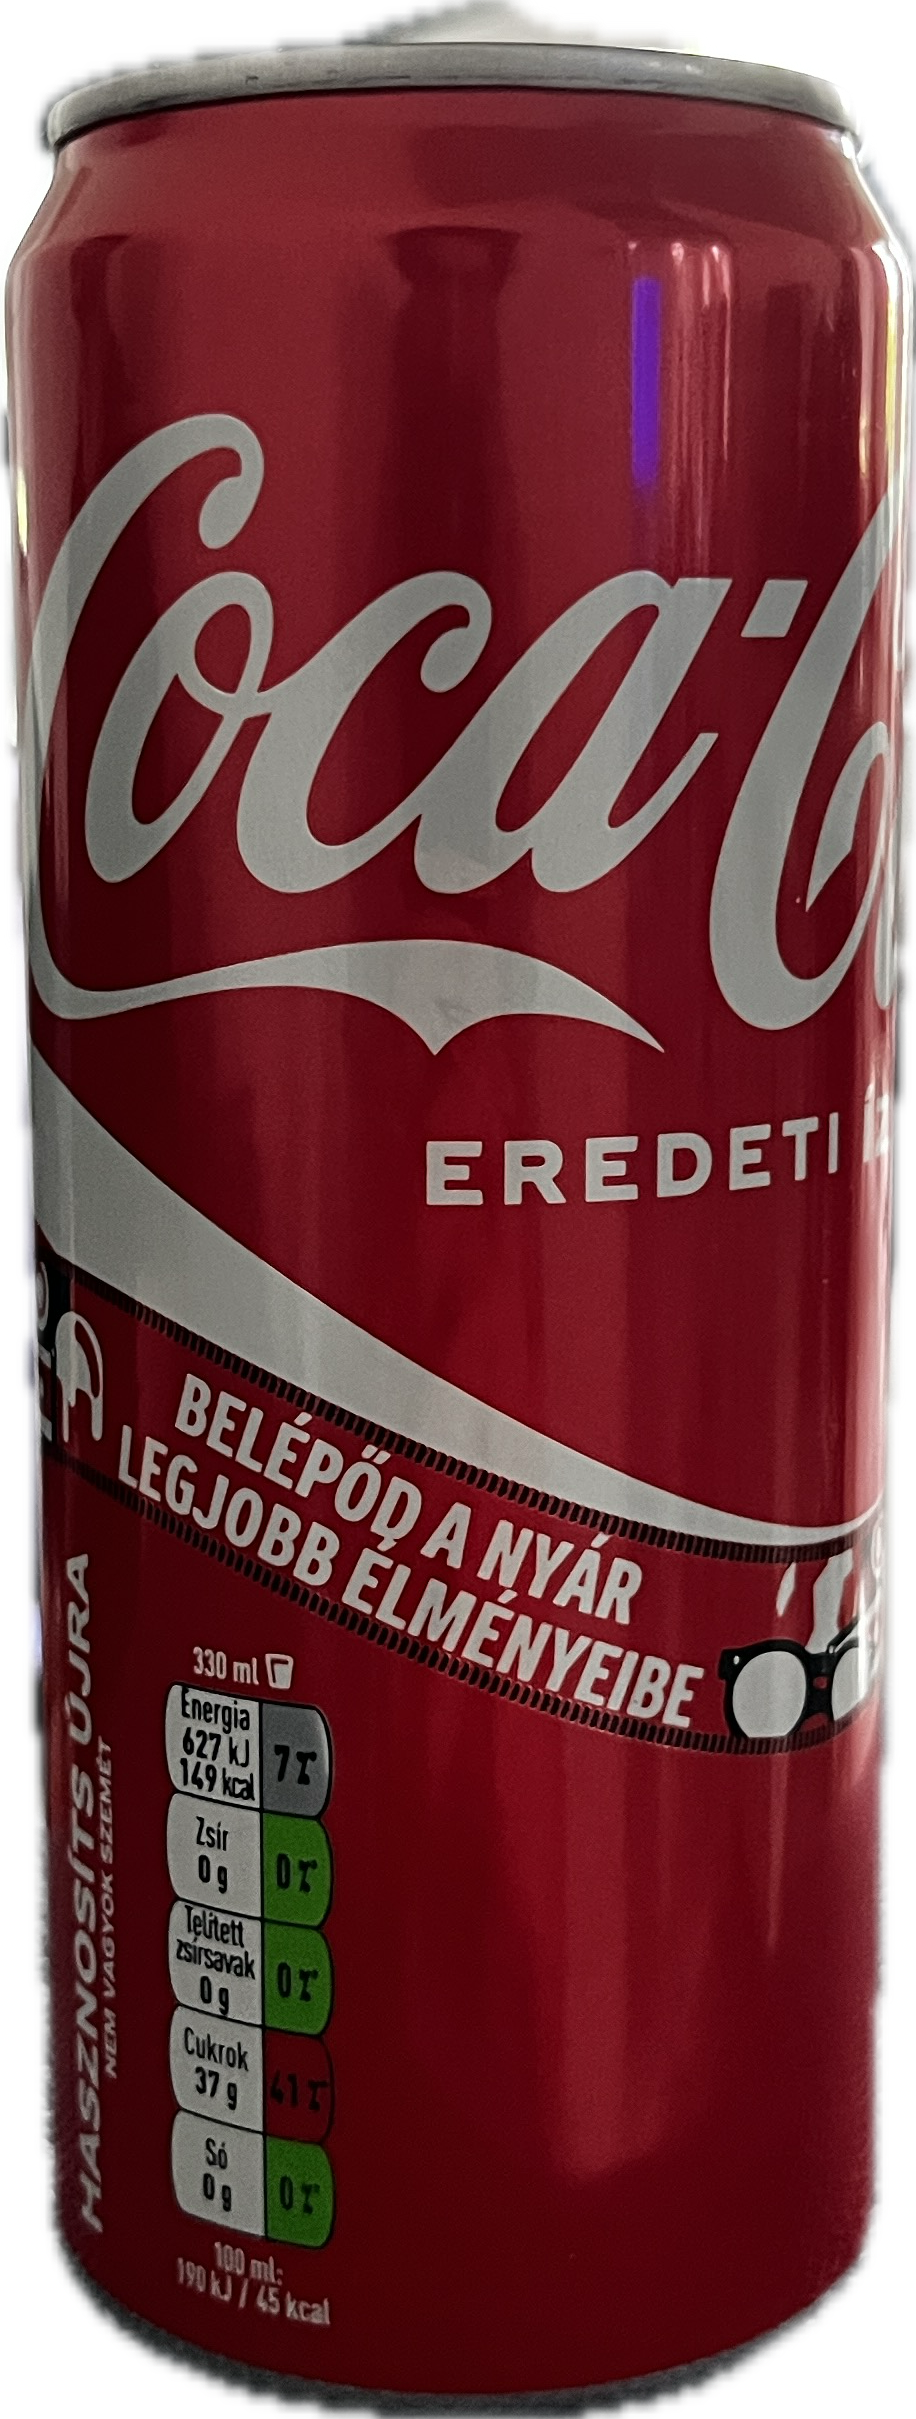 Coca-C
EREDETI ÍZ
BELÉPŐD A NYÁR
LEGJOBB ÉLMÉNYEIBE
HASZNOSÍTS ÚJRA
NEM VAGYOK SZEMÉT
330 ml
Energia
627 kJ
149 kcal
7%
Zsír
0 g
0%
Telített
zsírsavak
0 g
0%
Cukrok
37 g
41%
Só
0 g
0%
100 ml:
190 kJ / 45 kcal